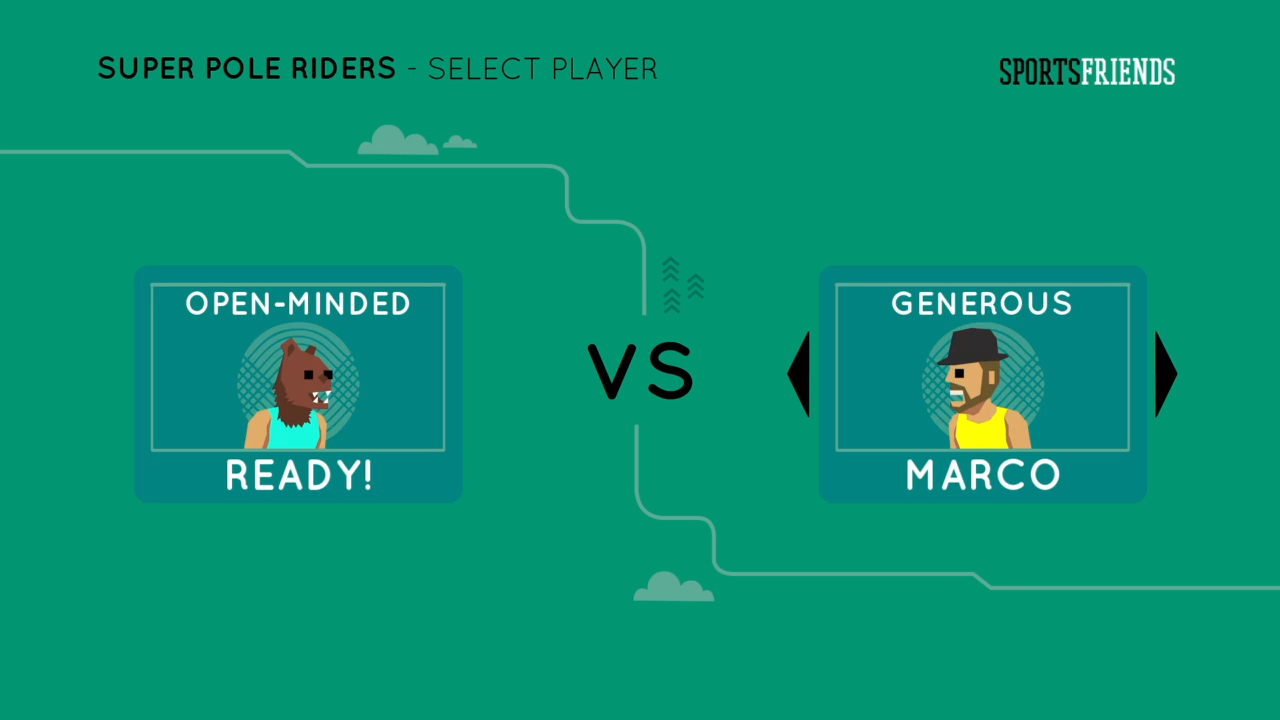 SUPER POLE RIDERS - SELECT PLAYER
SPORTSFRIENDS
OPEN-MINDED
READY!
VS
GENEROUS
MARCO